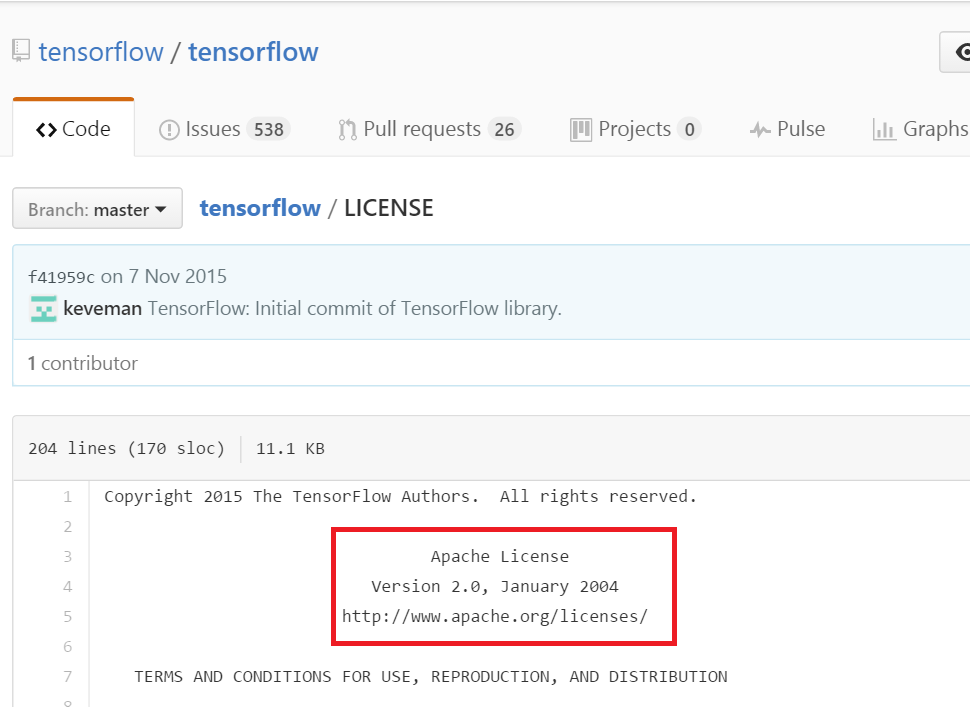 tensorflow / tensorflow
Code Issues 538 Pull requests 26 Projects 0 Pulse Graphs
Branch: master tensorflow / LICENSE
f41959c on 7 Nov 2015
keveman TensorFlow: Initial commit of TensorFlow library.
1 contributor
204 lines (170 sloc) 11.1 KB
1 Copyright 2015 The TensorFlow Authors.  All rights reserved.
2
3 Apache License
4 Version 2.0, January 2004
5 http://www.apache.org/licenses/
6
7 TERMS AND CONDITIONS FOR USE, REPRODUCTION, AND DISTRIBUTION
8